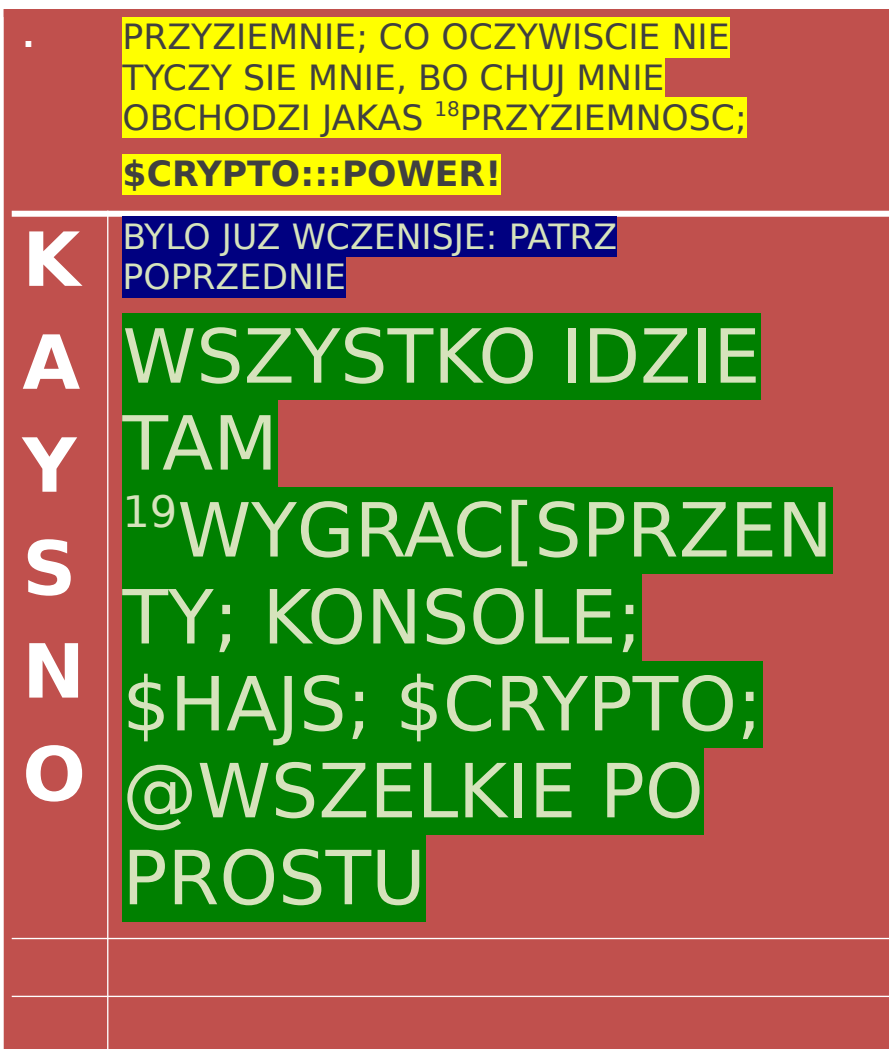 .
PRZYZIEMNIE; CO OCZYWISCIE NIE
TYCZY SIE MNIE, BO CHUJ MNIE
OBCHODZI JAKAS 18PRZYZIEMNOSC;
$CRYPTO:::POWER!
K
A
Y
S
N
O
BYLO JUZ WCZENISJE: PATRZ
POPRZEDNIE
WSZYSTKO IDZIE
TAM
19WYGRAC[SPRZEN
TY; KONSOLE;
$HAJS; $CRYPTO;
@WSZELKIE PO
PROSTU